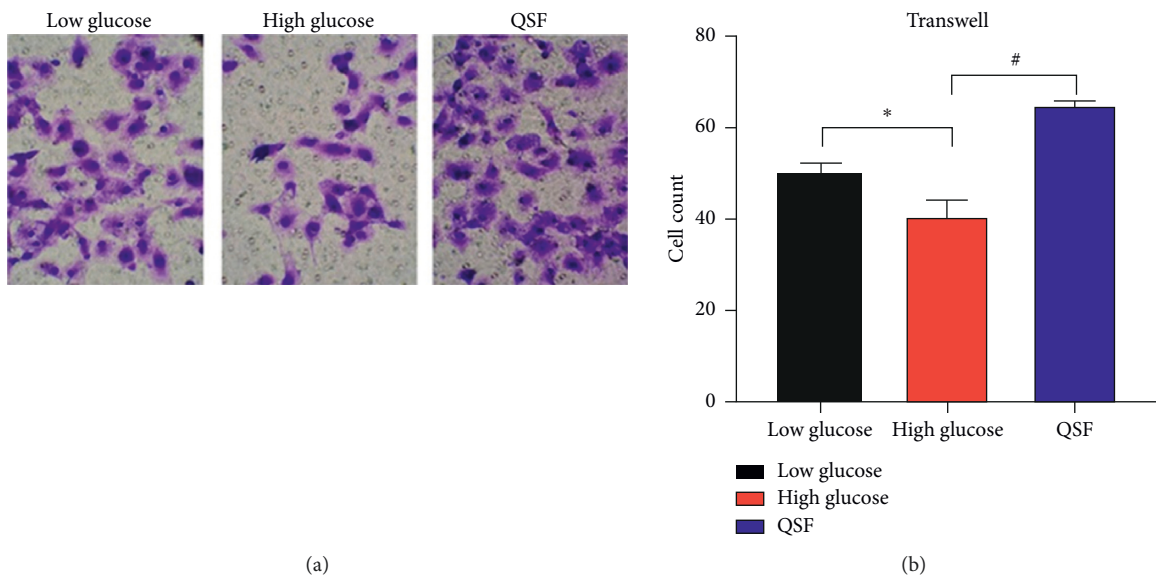 Low glucose
High glucose
QSF
Transwell
80
60
40
20
0
Cell count
*
#
Low glucose
High glucose
QSF
Low glucose
High glucose
QSF
(a)
(b)